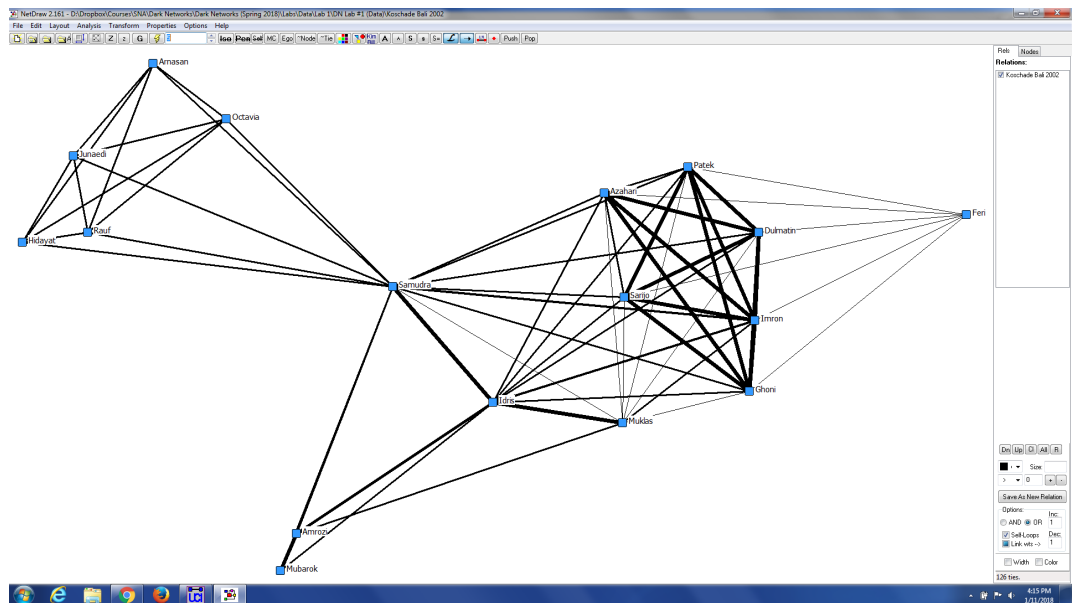 NetDraw 2.161 - D:\Dropbox\Courses\SNA\Dark Networks\Dark Networks (Spring 2018)\Labs\Data\Lab 1\DN Lab #1 (Data)\Koschade Bali 2002
File Edit Layout Analysis Transform Properties Options Help
Z z G Iso Pen Self MC Ego ~Node ~Tie A A S s S= Push Pop
Rels Nodes
Relations:
Koschade Bali 2002
Arnasan
Octavia
Junaedi
Patek
Azahari
Feri
Rauf
Dulmatin
Hidayat
Samudra
Sarijo
Imron
Ghoni
Idris
Muklas
Amrozi
Mubarok
Dn Up Cl All R
Size:
> 0 + -
Save As New Relation
Options:
Inc:
AND OR 1
Self-Loops Dec:
Link wts -> 1
Width Color
126 ties.
UCI
4:15 PM
1/11/2018